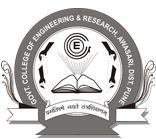 GOVT. COLLEGE OF ENGINEERING & RESEARCH, AWASARI, DIST. PUNE
E